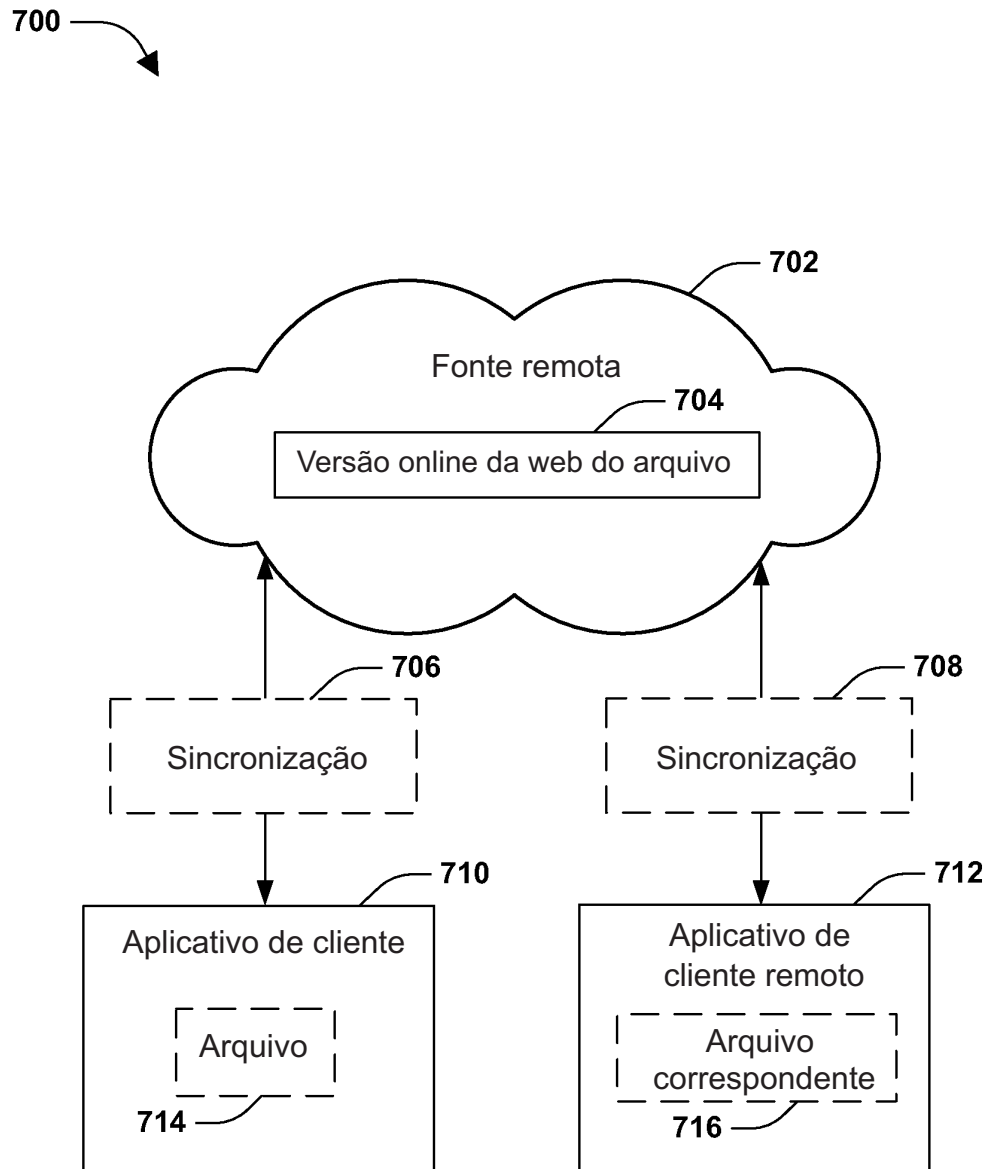 700
702
Fonte remota
704
Versão online da web do arquivo
706
708
Sincronização
Sincronização
710
712
Aplicativo de cliente
Aplicativo de
cliente remoto
Arquivo
Arquivo
correspondente
714
716